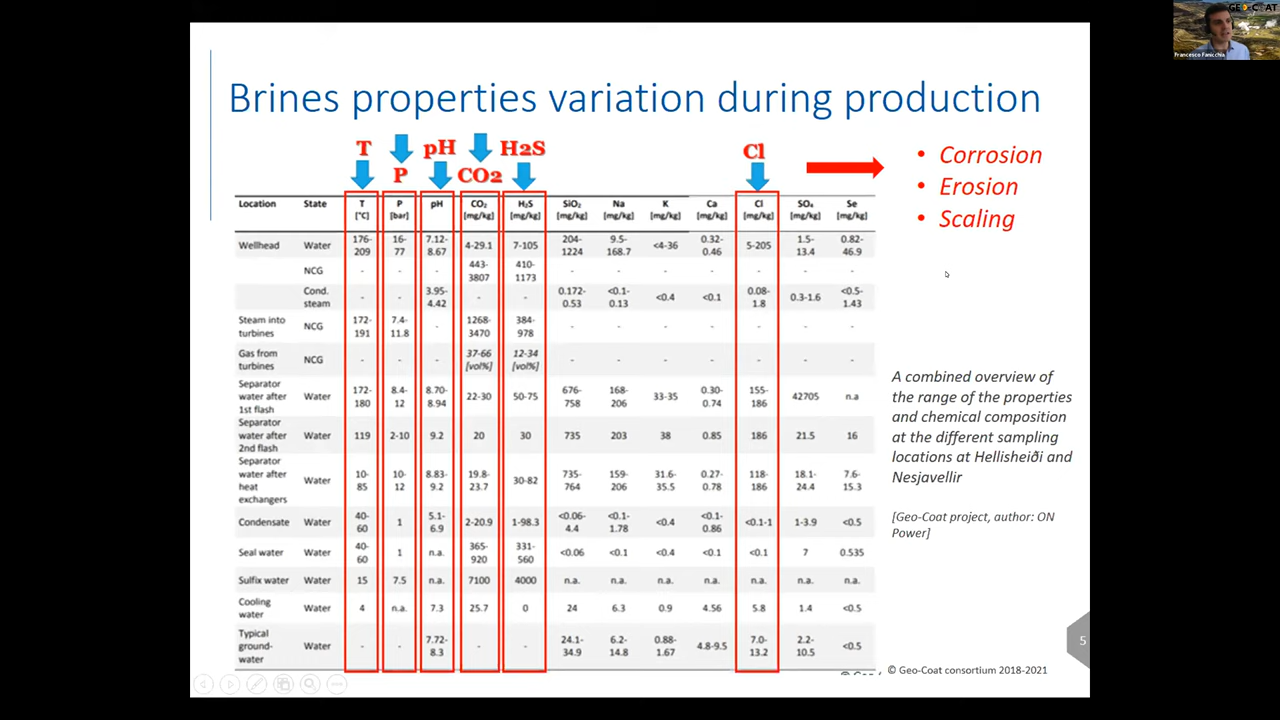 GEO-COAT
Francesco Fanicchia
Brines properties variation during production
T P pH CO2 H2S Cl
• Corrosion
• Erosion
• Scaling
Location State T [°C] P [bar] pH CO₂ [mg/kg] H₂S [mg/kg] SiO₂ [mg/kg] Na [mg/kg] K [mg/kg] Ca [mg/kg] Cl [mg/kg] SO₄ [mg/kg] Se [mg/kg]
Wellhead Water 176-209 16-77 7.12-8.67 4-29.1 7-105 204-1224 9.5-168.7 <4-36 0.32-0.46 5-205 1.5-13.4 0.82-46.9
NCG - - - 443-3807 410-1173 - - - - - - -
Cond. steam - - 3.95-4.42 - - 0.172-0.53 <0.1-0.13 <0.4 <0.1 0.08-1.8 0.3-1.6 <0.5-1.43
Steam into turbines NCG 172-191 7.4-11.8 - 1268-3470 384-978 - - - - - - -
Gas from turbines NCG - - - 37-66 [vol%] 12-34 [vol%] - - - - - - -
Separator water after 1st flash Water 172-180 8.4-12 8.70-8.94 22-30 50-75 676-758 168-206 33-35 0.30-0.74 155-186 42705 n.a
Separator water after 2nd flash Water 119 2-10 9.2 20 30 735 203 38 0.85 186 21.5 16
Separator water after heat exchangers Water 10-85 10-12 8.83-9.2 19.8-23.7 30-82 735-764 159-206 31.6-35.5 0.27-0.78 118-186 18.1-24.4 7.6-15.3
Condensate Water 40-60 1 5.1-6.9 2-20.9 1-98.3 <0.06-4.4 <0.1-1.78 <0.4 <0.1-0.86 <0.1-1 1-3.9 <0.5
Seal water Water 40-60 1 n.a. 365-920 331-560 <0.06 <0.1 <0.4 <0.1 <0.1 7 0.535
Sulfix water Water 15 7.5 n.a. 7100 4000 n.a. n.a. n.a. n.a. n.a. n.a. n.a.
Cooling water Water 4 n.a. 7.3 25.7 0 24 6.3 0.9 4.56 5.8 1.4 <0.5
Typical ground-water Water - - 7.72-8.3 - - 24.1-34.9 6.2-14.8 0.88-1.67 4.8-9.5 7.0-13.2 2.2-10.5 <0.5
A combined overview of
the range of the properties
and chemical composition
at the different sampling
locations at Hellisheiði and
Nesjavellir
[Geo-Coat project, author: ON
Power]
5
© Geo-Coat consortium 2018-2021